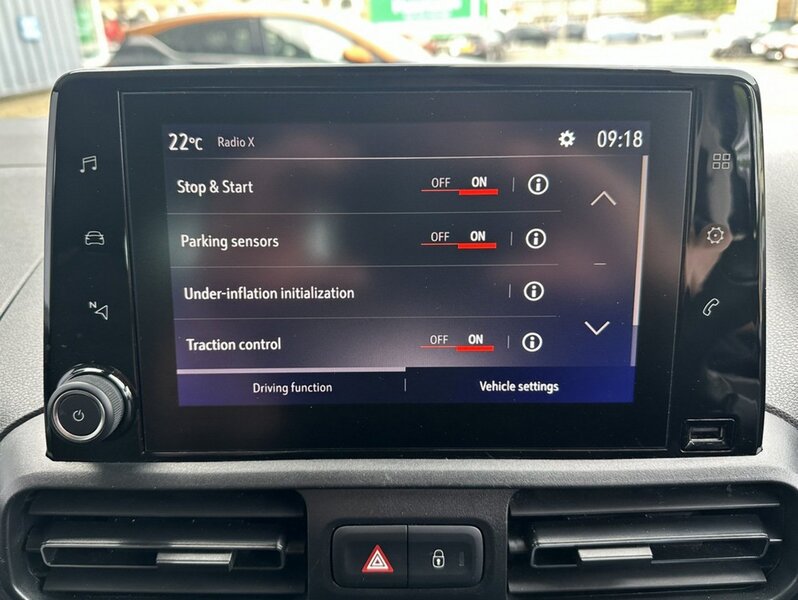 22°C Radio X 09:18
Stop & Start OFF ON
Parking sensors OFF ON
Under-inflation initialization
Traction control OFF ON
Driving function Vehicle settings
N